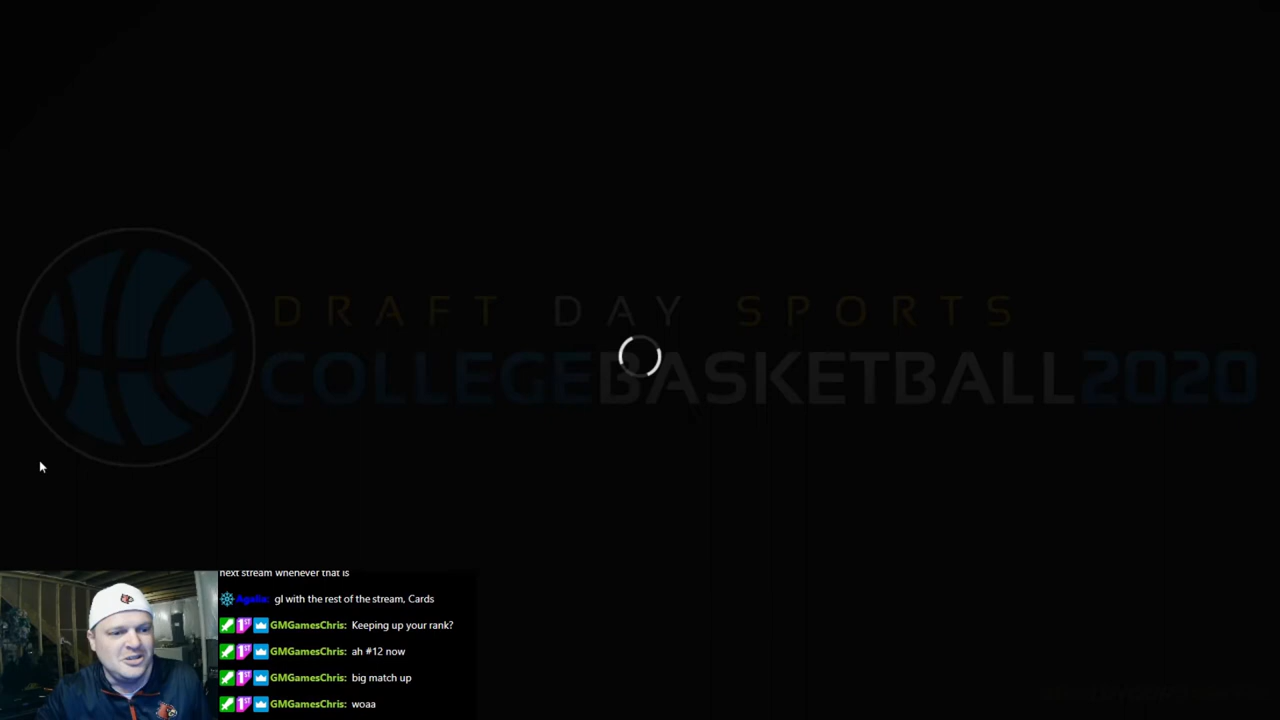 DRAFT DAY SPORTS
COLLEGEBASKETBALL2020
next stream whenever that is
gl with the rest of the stream, Cards
GMGamesChris: Keeping up your rank?
GMGamesChris: ah #12 now
GMGamesChris: big match up
GMGamesChris: woaa